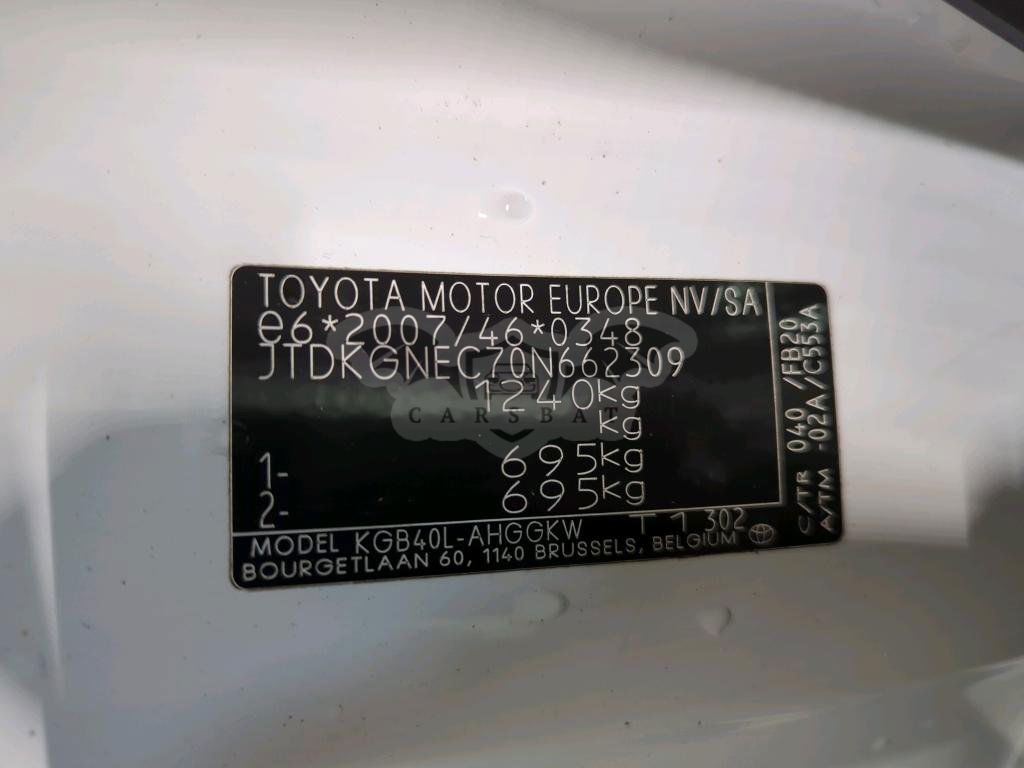 TOYOTA MOTOR EUROPE NV/SA
e6*2007/46*0348
JTDKGNEC70N662309
1240kg
kg
1- 695kg
2- 695kg
MODEL KGB40L-AHGGKW T 1 302
BOURGETLAAN 60, 1140 BRUSSELS, BELGIUM
C/TR 040 /FB20
A/TM -02A/C553A
CARSBAT